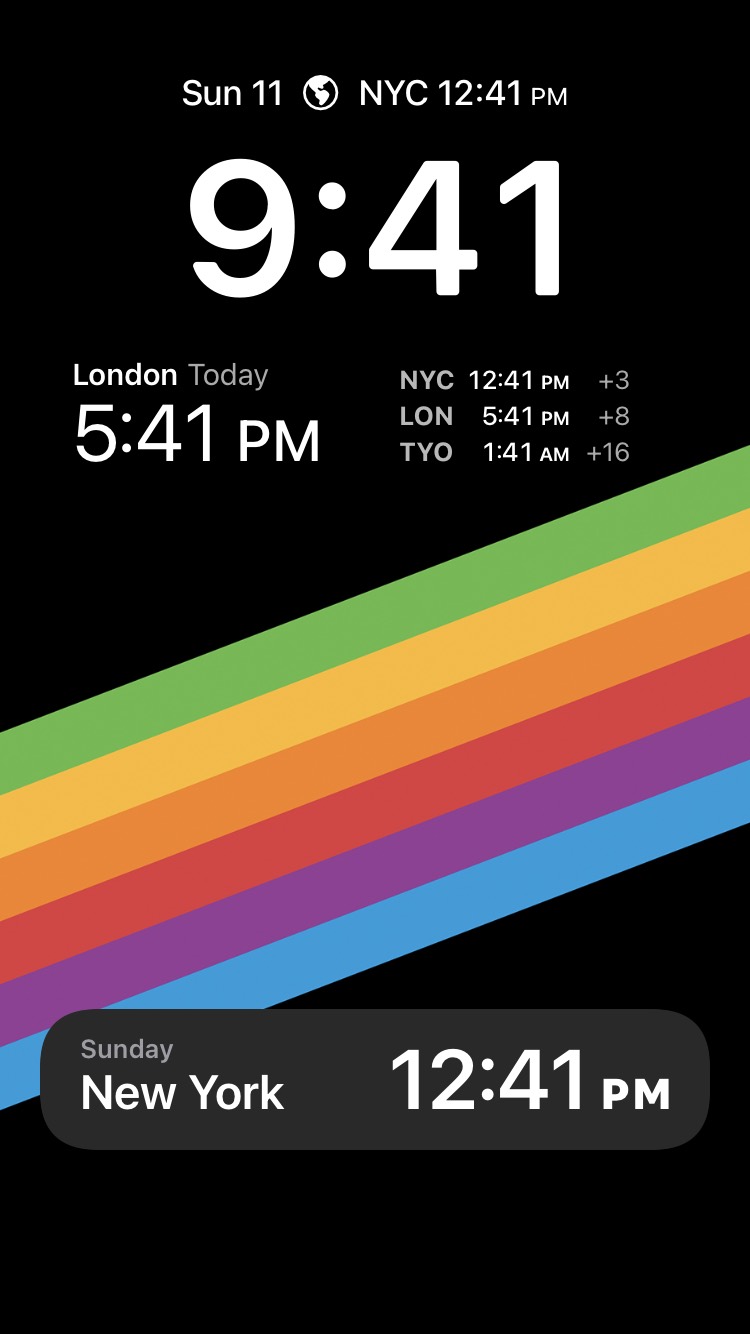 Sun 11 NYC 12:41 PM
9:41
London Today
5:41 PM
NYC 12:41 PM +3
LON 5:41 PM +8
TYO 1:41 AM +16
Sunday
New York
12:41 PM